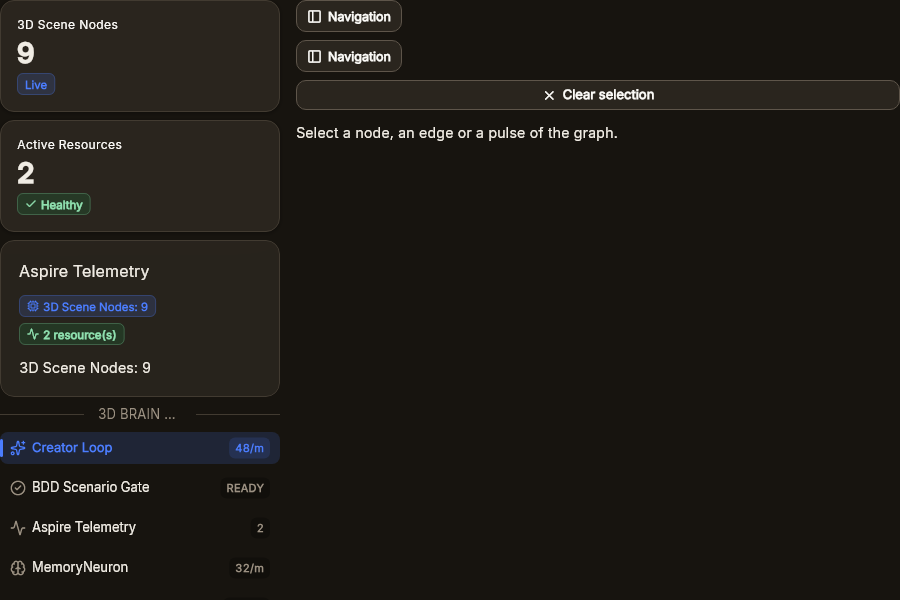 3D Scene Nodes
9
Live
Active Resources
2
Healthy
Aspire Telemetry
3D Scene Nodes: 9
2 resource(s)
3D Scene Nodes: 9
3D BRAIN ...
Creator Loop 48/m
BDD Scenario Gate READY
Aspire Telemetry 2
MemoryNeuron 32/m
Navigation
Navigation
Clear selection
Select a node, an edge or a pulse of the graph.